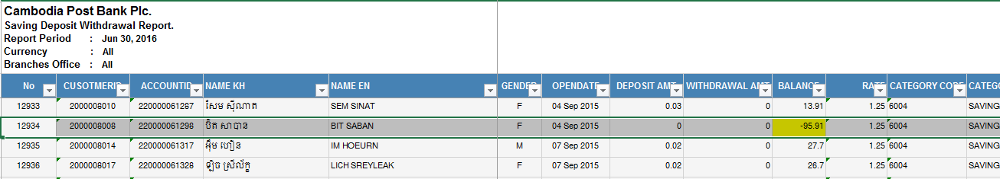 Cambodia Post Bank Plc.
Saving Deposit Withdrawal Report.
Report Period : Jun 30, 2016
Currency : All
Branches Office : All
No CUSOTMERID ACCOUNTID NAME KH NAME EN GENDER OPENDATE DEPOSIT AMT WITHDRAWAL AMT BALANCE RATE CATEGORY CODE CATEG
12933 2000008010 220000061287 សែម ស៊ីណាត SEM SINAT F 04 Sep 2015 0.03 0 13.91 1.25 6004 SAVING
12934 2000008008 220000061298 ប៊ិត សាបាន BIT SABAN F 04 Sep 2015 0 0 -95.91 1.25 6004 SAVING
12935 2000008014 220000061317 អ៊ឹម ហឿន IM HOEURN M 07 Sep 2015 0.02 0 27.7 1.25 6004 SAVING
12936 2000008017 220000061328 ឡិច ស្រីល័ក្ខ LICH SREYLEAK F 07 Sep 2015 0.02 0 26.7 1.25 6004 SAVING